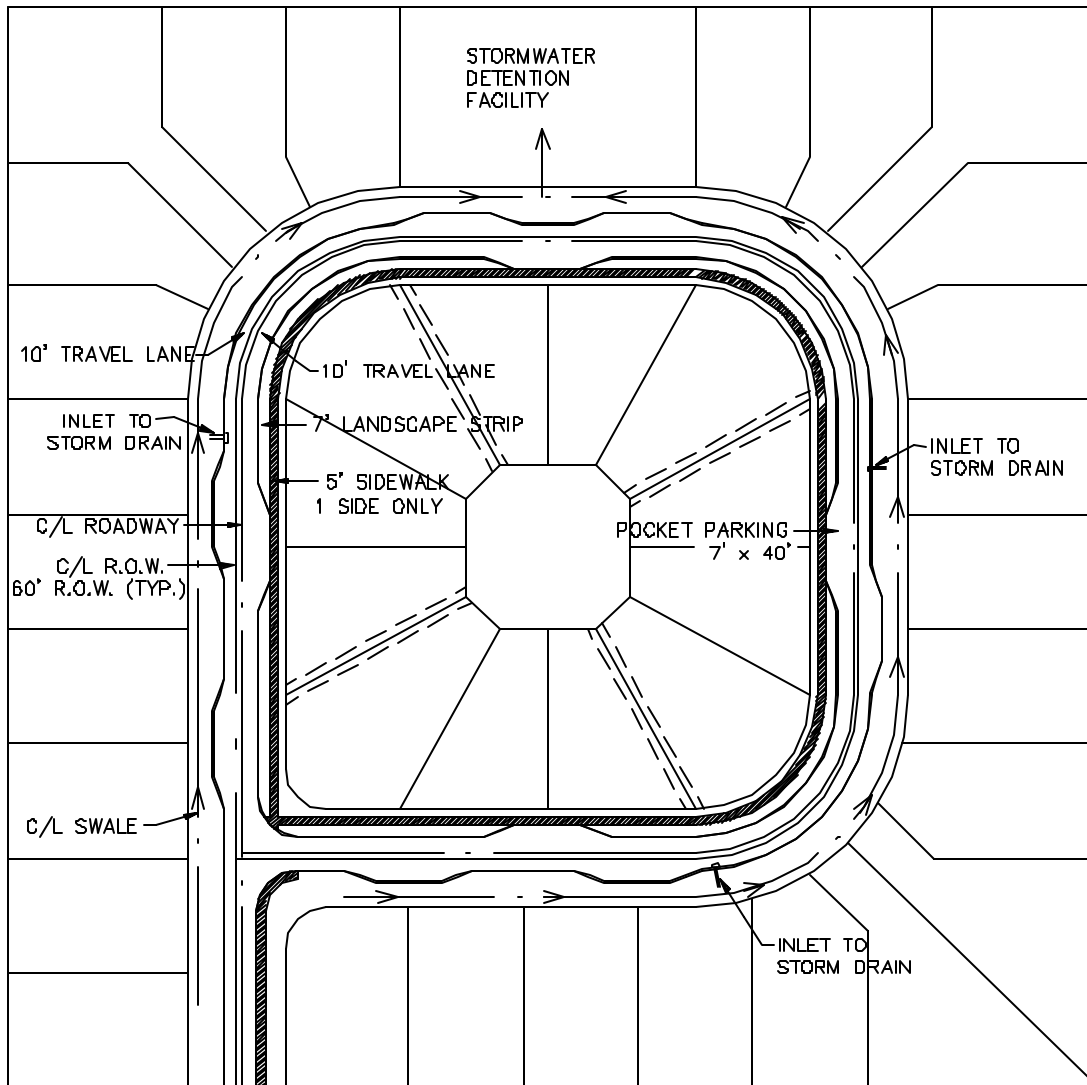 STORMWATER
DETENTION
FACILITY
10' TRAVEL LANE
10' TRAVEL LANE
INLET TO
STORM DRAIN
7' LANDSCAPE STRIP
INLET TO
STORM DRAIN
5' SIDEWALK
1 SIDE ONLY
C/L ROADWAY
POCKET PARKING
7' x 40'
C/L R.O.W.
60' R.O.W. (TYP.)
C/L SWALE
INLET TO
STORM DRAIN